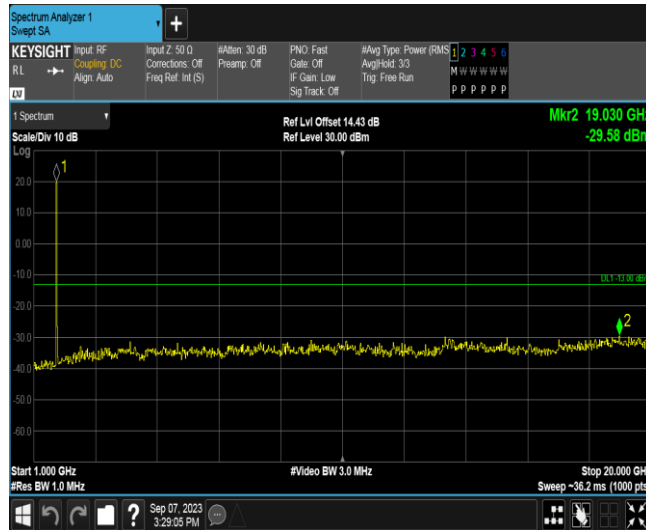 Spectrum Analyzer 1
Swept SA
+
KEYSIGHT Input: RF Input Z: 50 Ω #Atten: 30 dB PNO: Fast #Avg Type: Power (RMS 1 2 3 4 5 6
RL Coupling: DC Corrections: Off Preamp: Off Gate: Off Avg|Hold: 3/3 M W W W W W
Align: Auto Freq Ref: Int (S) IF Gain: Low Trig: Free Run
Sig Track: Off P P P P P P
LXI
1 Spectrum Ref Lvl Offset 14.43 dB Mkr2 19.030 GHz
Scale/Div 10 dB Ref Level 30.00 dBm -29.58 dBm
Log
1
20.0
10.0
0.00
-10.0
DL1 -13.00 dB
-20.0
2
-30.0
-40.0
-50.0
-60.0
Start 1.000 GHz #Video BW 3.0 MHz Stop 20.000 GH
#Res BW 1.0 MHz Sweep ~36.2 ms (1000 pts
? Sep 07, 2023
3:29:05 PM